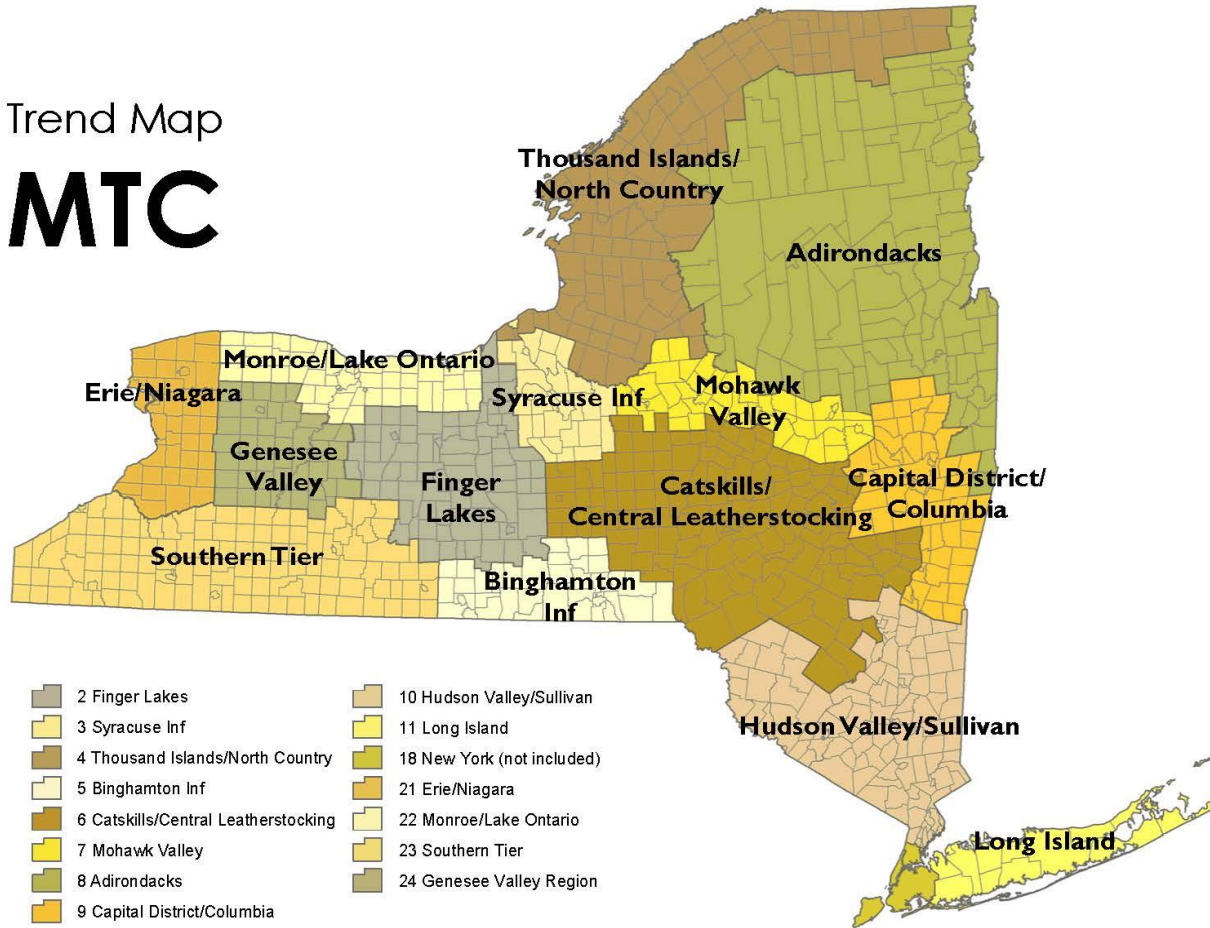 Trend Map
MTC
Thousand Islands/
North Country
Adirondacks
Monroe/Lake Ontario
Erie/Niagara
Syracuse Inf
Mohawk
Valley
Genesee
Valley
Finger
Lakes
Catskills/
Central Leatherstocking
Capital District/
Columbia
Southern Tier
Binghamton
Inf
Hudson Valley/Sullivan
Long Island
2 Finger Lakes
3 Syracuse Inf
4 Thousand Islands/North Country
5 Binghamton Inf
6 Catskills/Central Leatherstocking
7 Mohawk Valley
8 Adirondacks
9 Capital District/Columbia
10 Hudson Valley/Sullivan
11 Long Island
18 New York (not included)
21 Erie/Niagara
22 Monroe/Lake Ontario
23 Southern Tier
24 Genesee Valley Region